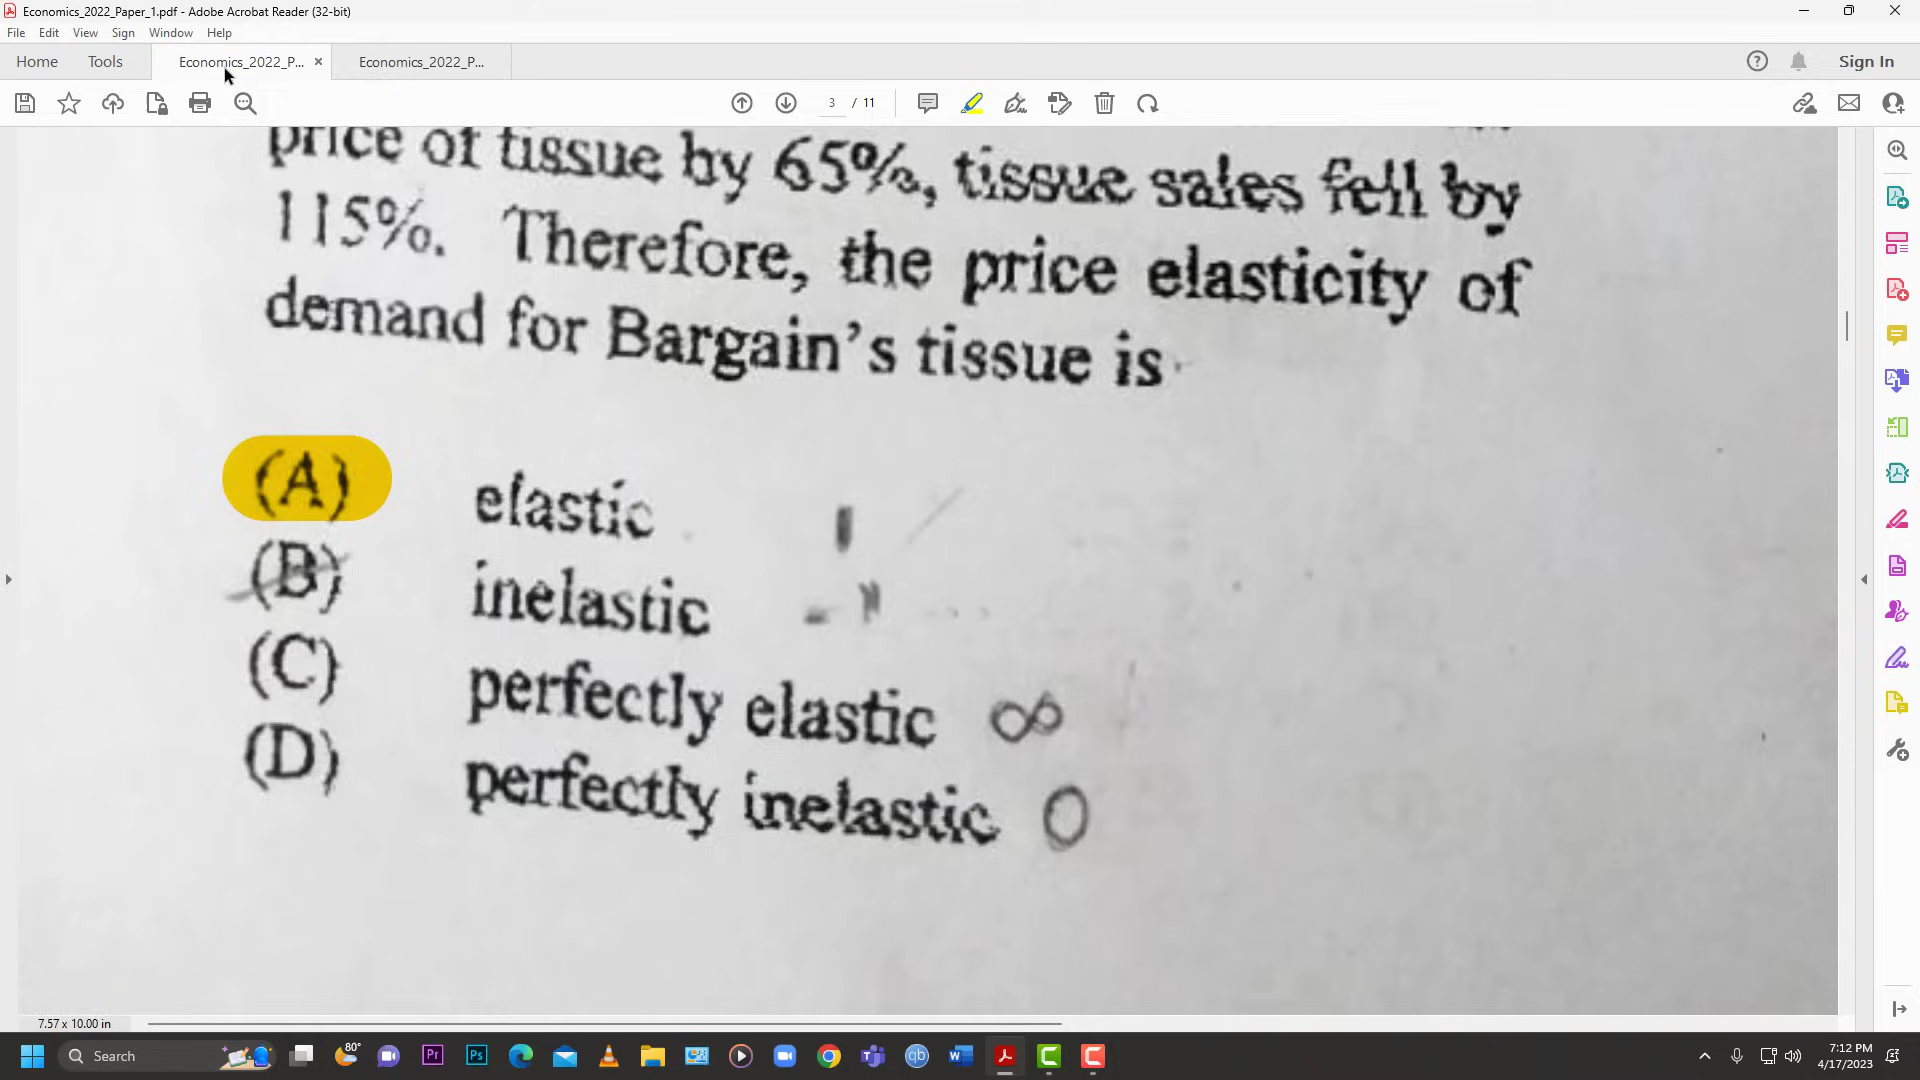 Economics_2022_Paper_1.pdf - Adobe Acrobat Reader (32-bit)
File Edit View Sign Window Help
Home Tools Economics_2022_P... × Economics_2022_P... Sign In
3 / 11
price of tissue by 65%, tissue sales fell by
115%. Therefore, the price elasticity of
demand for Bargain's tissue is
(A) elastic
(B) inelastic
(C) perfectly elastic ∞
(D) perfectly inelastic 0
7.57 x 10.00 in
Search
80°
Pr
Ps
qb
7:12 PM
4/17/2023